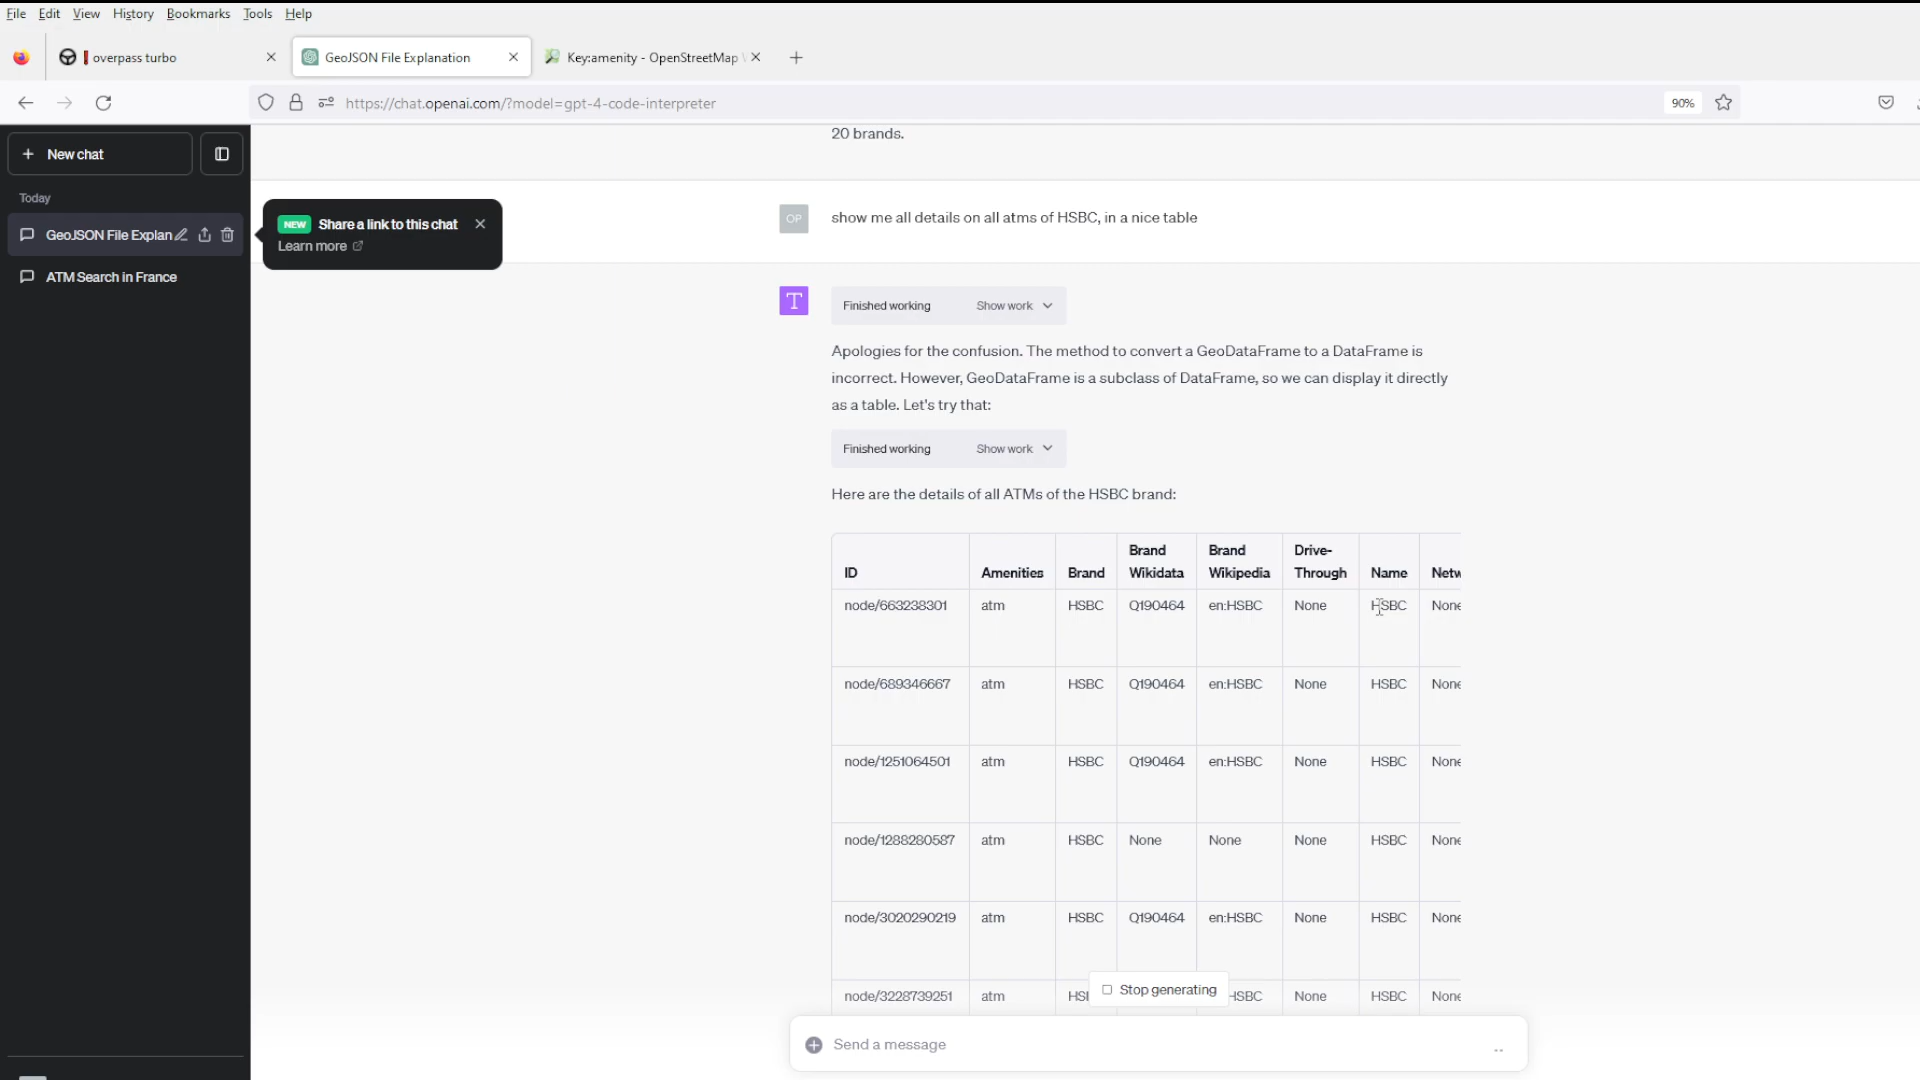 File Edit View History Bookmarks Tools Help
overpass turbo
GeoJSON File Explanation
Key:amenity - OpenStreetMap
https://chat.openai.com/?model=gpt-4-code-interpreter
90%
New chat
Today
GeoJSON File Explan
ATM Search in France
NEW Share a link to this chat
Learn more
20 brands.
OP
show me all details on all atms of HSBC, in a nice table
T
Finished working Show work
Apologies for the confusion. The method to convert a GeoDataFrame to a DataFrame is
incorrect. However, GeoDataFrame is a subclass of DataFrame, so we can display it directly
as a table. Let's try that:
Finished working Show work
Here are the details of all ATMs of the HSBC brand:
ID Amenities Brand Brand Wikidata Brand Wikipedia Drive-Through Name Netw
node/663238301 atm HSBC Q190464 en:HSBC None HSBC None
node/689346667 atm HSBC Q190464 en:HSBC None HSBC None
node/1251064501 atm HSBC Q190464 en:HSBC None HSBC None
node/1288280587 atm HSBC None None None HSBC None
node/3020290219 atm HSBC Q190464 en:HSBC None HSBC None
node/3228739251 atm HSI HSBC None HSBC None
Stop generating
Send a message